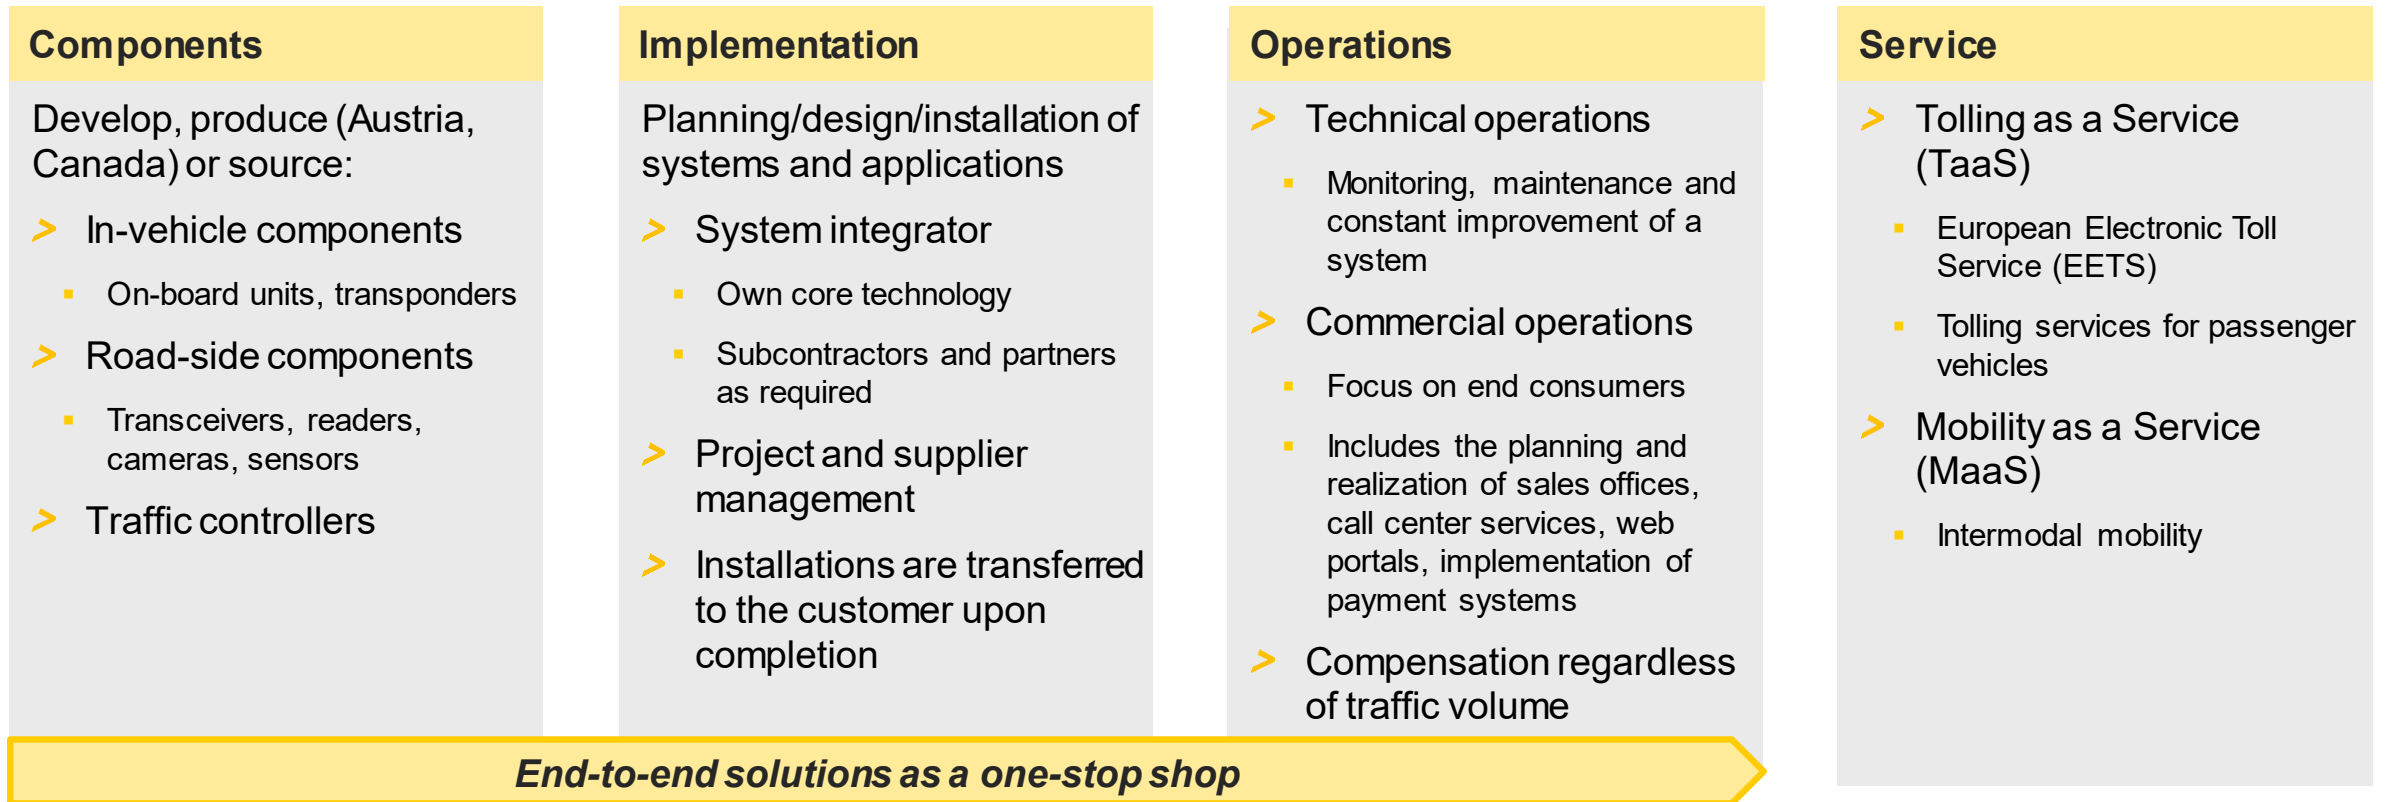 Components
Develop, produce (Austria,
Canada) or source:
> In-vehicle components
▪ On-board units, transponders
> Road-side components
▪ Transceivers, readers,
cameras, sensors
> Traffic controllers
Implementation
Planning/design/installation of
systems and applications
> System integrator
▪ Own core technology
▪ Subcontractors and partners
as required
> Project and supplier
management
> Installations are transferred
to the customer upon
completion
Operations
> Technical operations
▪ Monitoring, maintenance and
constant improvement of a
system
> Commercial operations
▪ Focus on end consumers
▪ Includes the planning and
realization of sales offices,
call center services, web
portals, implementation of
payment systems
> Compensation regardless
of traffic volume
Service
> Tolling as a Service
(TaaS)
▪ European Electronic Toll
Service (EETS)
▪ Tolling services for passenger
vehicles
> Mobility as a Service
(MaaS)
▪ Intermodal mobility
End-to-end solutions as a one-stop shop